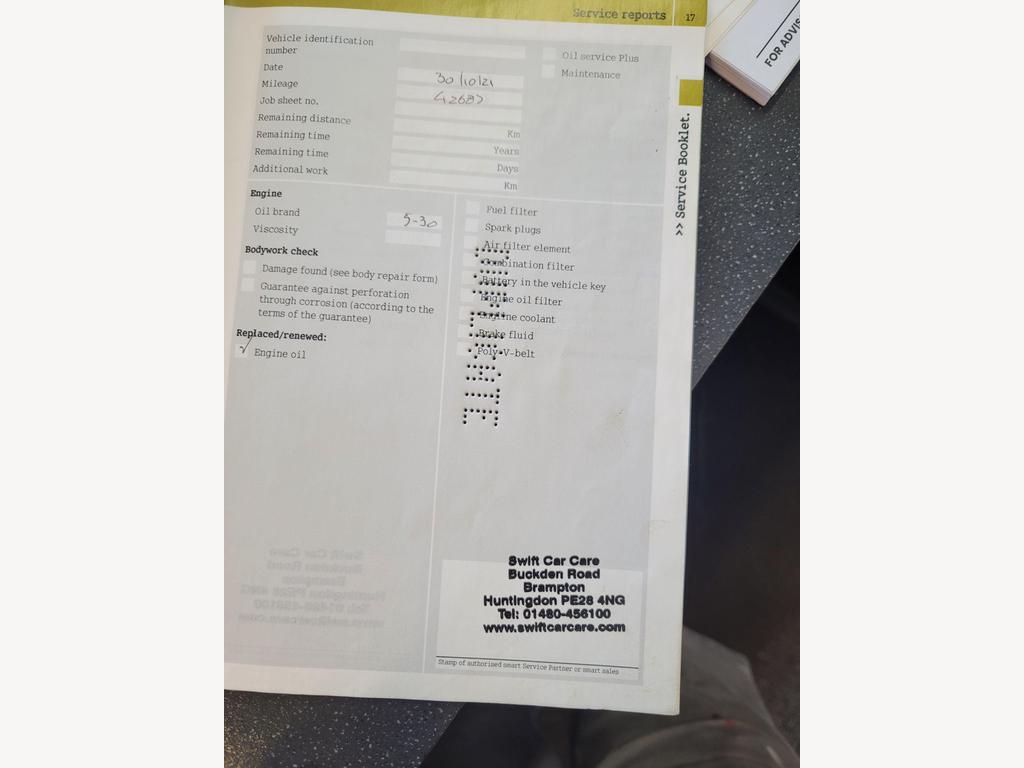 Service reports 17
Vehicle identification
number
Date 30/10/21
Mileage 42687
Job sheet no.
Remaining distance Km
Remaining time Years
Remaining time Days
Additional work Km
Oil service Plus
Maintenance
Engine
Oil brand 5-30
Viscosity
Bodywork check
Damage found (see body repair form)
Guarantee against perforation
through corrosion (according to the
terms of the guarantee)
Replaced/renewed:
✓ Engine oil
Fuel filter
Spark plugs
Air filter element
Combination filter
Battery in the vehicle key
Engine oil filter
Engine coolant
Brake fluid
Poly-V-belt
Swift Car Care
Buckden Road
Brampton
Huntingdon PE28 4NG
Tel: 01480-456100
www.swiftcarcare.com
Stamp of authorised smart Service Partner or smart sales
>> Service Booklet.
FOR ADVIS